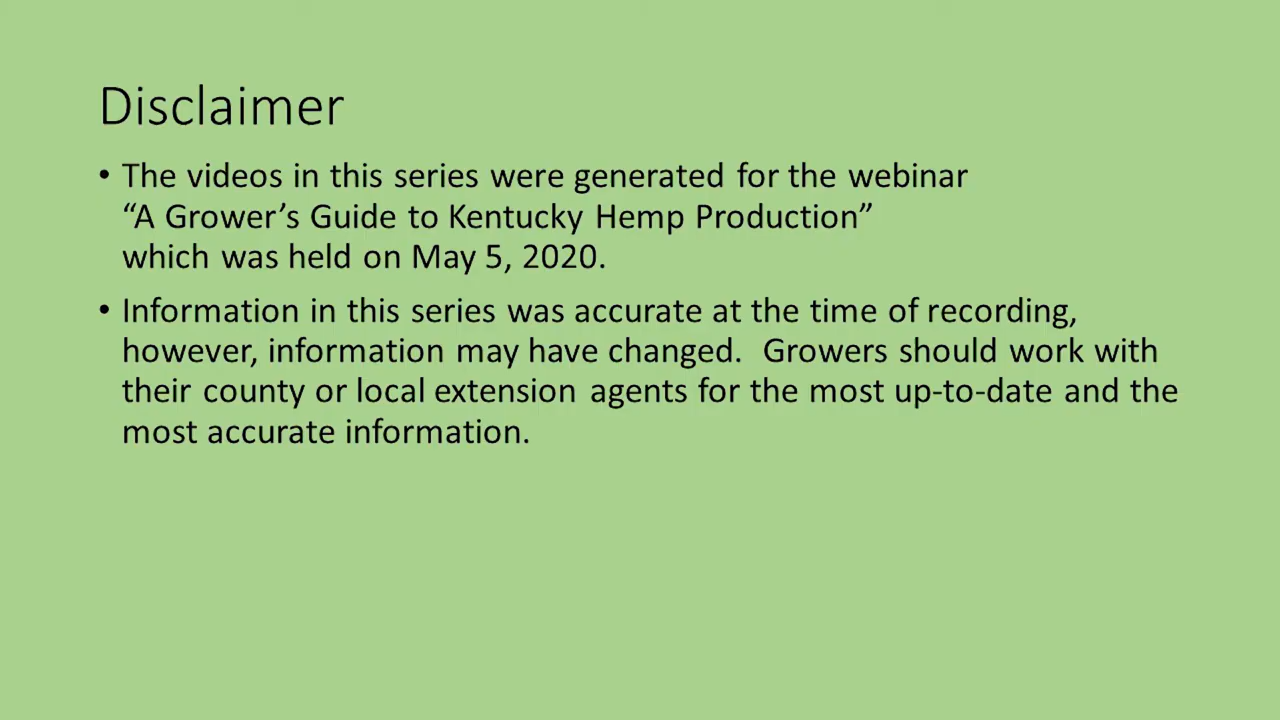 Disclaimer
• The videos in this series were generated for the webinar
“A Grower’s Guide to Kentucky Hemp Production”
which was held on May 5, 2020.
• Information in this series was accurate at the time of recording,
however, information may have changed.  Growers should work with
their county or local extension agents for the most up-to-date and the
most accurate information.